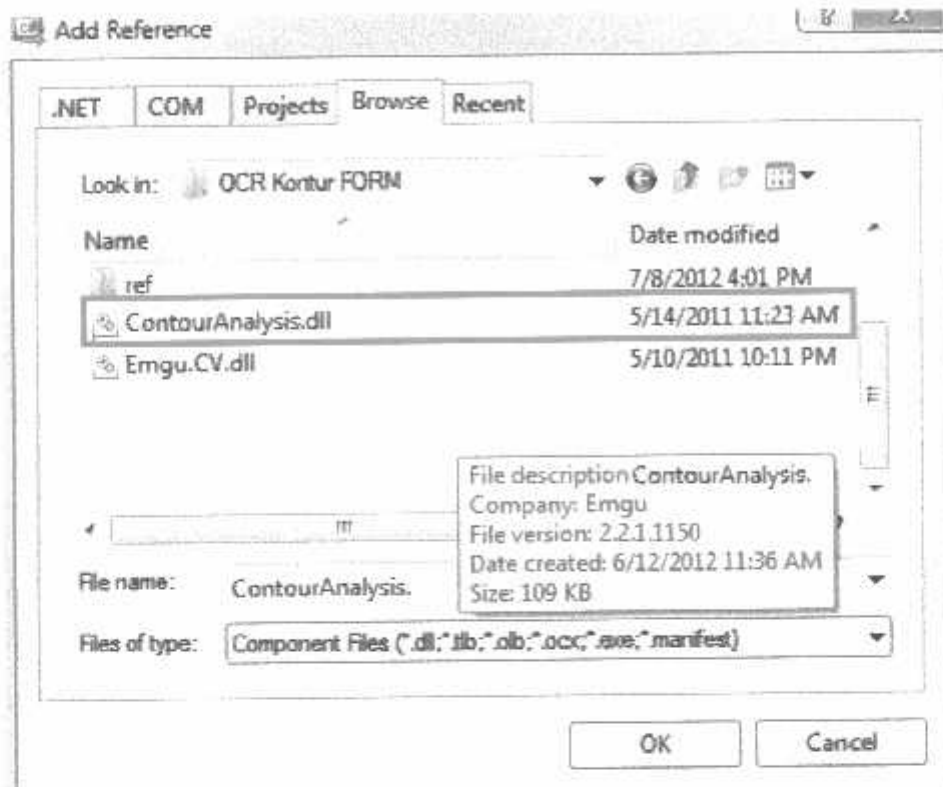 Add Reference
.NET COM Projects Browse Recent
Look in: OCR Kontur FORM
Name Date modified
ref 7/8/2012 4:01 PM
ContourAnalysis.dll 5/14/2011 11:23 AM
Emgu.CV.dll 5/10/2011 10:11 PM
File description ContourAnalysis.
Company: Emgu
File version: 2.2.1.1150
Date created: 6/12/2012 11:36 AM
Size: 109 KB
File name: ContourAnalysis.
Files of type: Component Files (*.dll;*.tlb;*.olb;*.ocx;*.exe;*.manifest)
OK Cancel